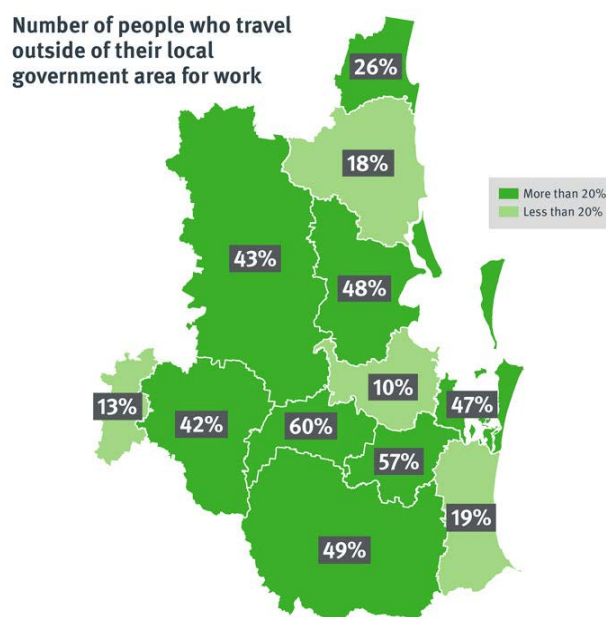 Number of people who travel
outside of their local
government area for work
26%
18%
More than 20%
Less than 20%
43%
48%
13%
42%
10%
47%
60%
57%
19%
49%